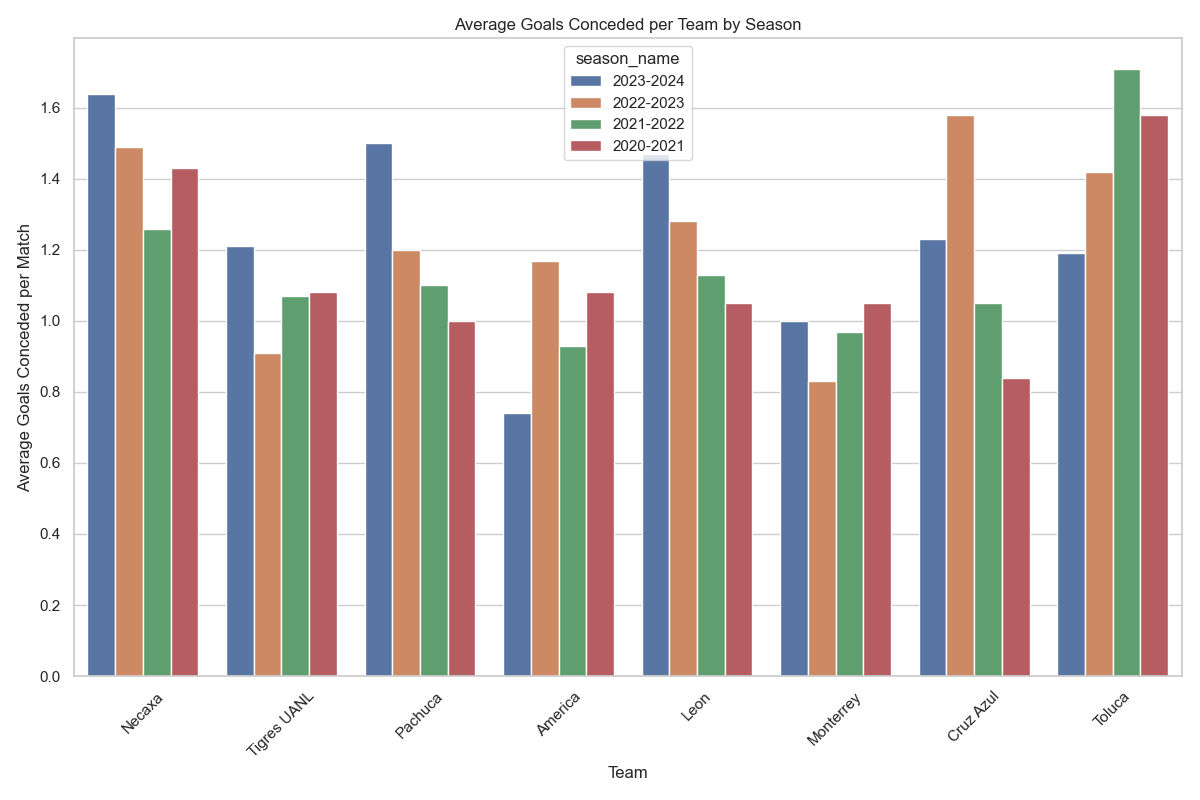 Average Goals Conceded per Team by Season
season_name
2023-2024
2022-2023
2021-2022
2020-2021
Average Goals Conceded per Match
1.6
1.4
1.2
1.0
0.8
0.6
0.4
0.2
0.0
Necaxa
Tigres UANL
Pachuca
America
Leon
Monterrey
Cruz Azul
Toluca
Team